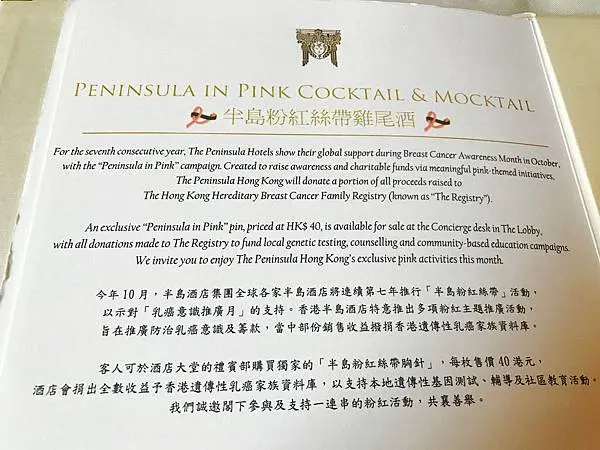 PENINSULA IN PINK COCKTAIL & MOCKTAIL
半島粉紅絲帶雞尾酒
For the seventh consecutive year, The Peninsula Hotels show their global support during Breast Cancer Awareness Month in October,
with the “Peninsula in Pink” campaign. Created to raise awareness and charitable funds via meaningful pink-themed initiatives,
The Peninsula Hong Kong will donate a portion of all proceeds raised to
The Hong Kong Hereditary Breast Cancer Family Registry (known as “The Registry”).
An exclusive “Peninsula in Pink” pin, priced at HK$ 40, is available for sale at the Concierge desk in The Lobby,
with all donations made to The Registry to fund local genetic testing, counselling and community-based education campaigns.
We invite you to enjoy The Peninsula Hong Kong’s exclusive pink activities this month.
今年10月，半島酒店集團全球各家半島酒店將連續第七年推行「半島粉紅絲帶」活動，
以示對「乳癌意識推廣月」的支持。香港半島酒店特意推出多項粉紅主題推廣活動，
旨在推廣防治乳癌意識及籌款，當中部份銷售收益撥捐香港遺傳性乳癌家族資料庫。
客人可於酒店大堂的禮賓部購買獨家的「半島粉紅絲帶胸針」，每枚售價40港元，
酒店會捐出全數收益予香港遺傳性乳癌家族資料庫，以支持本地遺傳性基因測試、輔導及社區教育活動。
我們誠邀閣下參與及支持一連串的粉紅活動，共襄善舉。